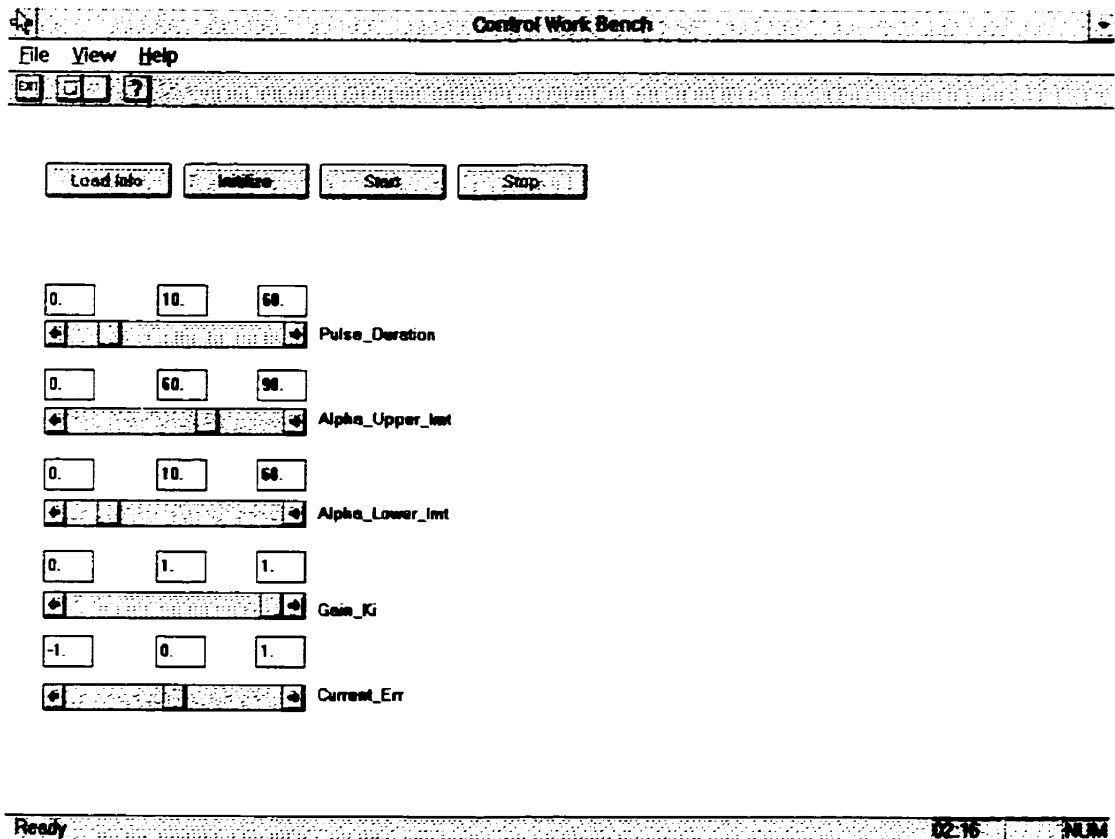 Control Work Bench
File View Help
Exit ?
Load Info Initilize Start Stop
0. 10. 60.
Pulse_Duration
0. 60. 90.
Alpha_Upper_lmt
0. 10. 60.
Alpha_Lower_lmt
0. 1. 1.
Gain_Ki
-1. 0. 1.
Current_Err
Ready 02:16 NUM